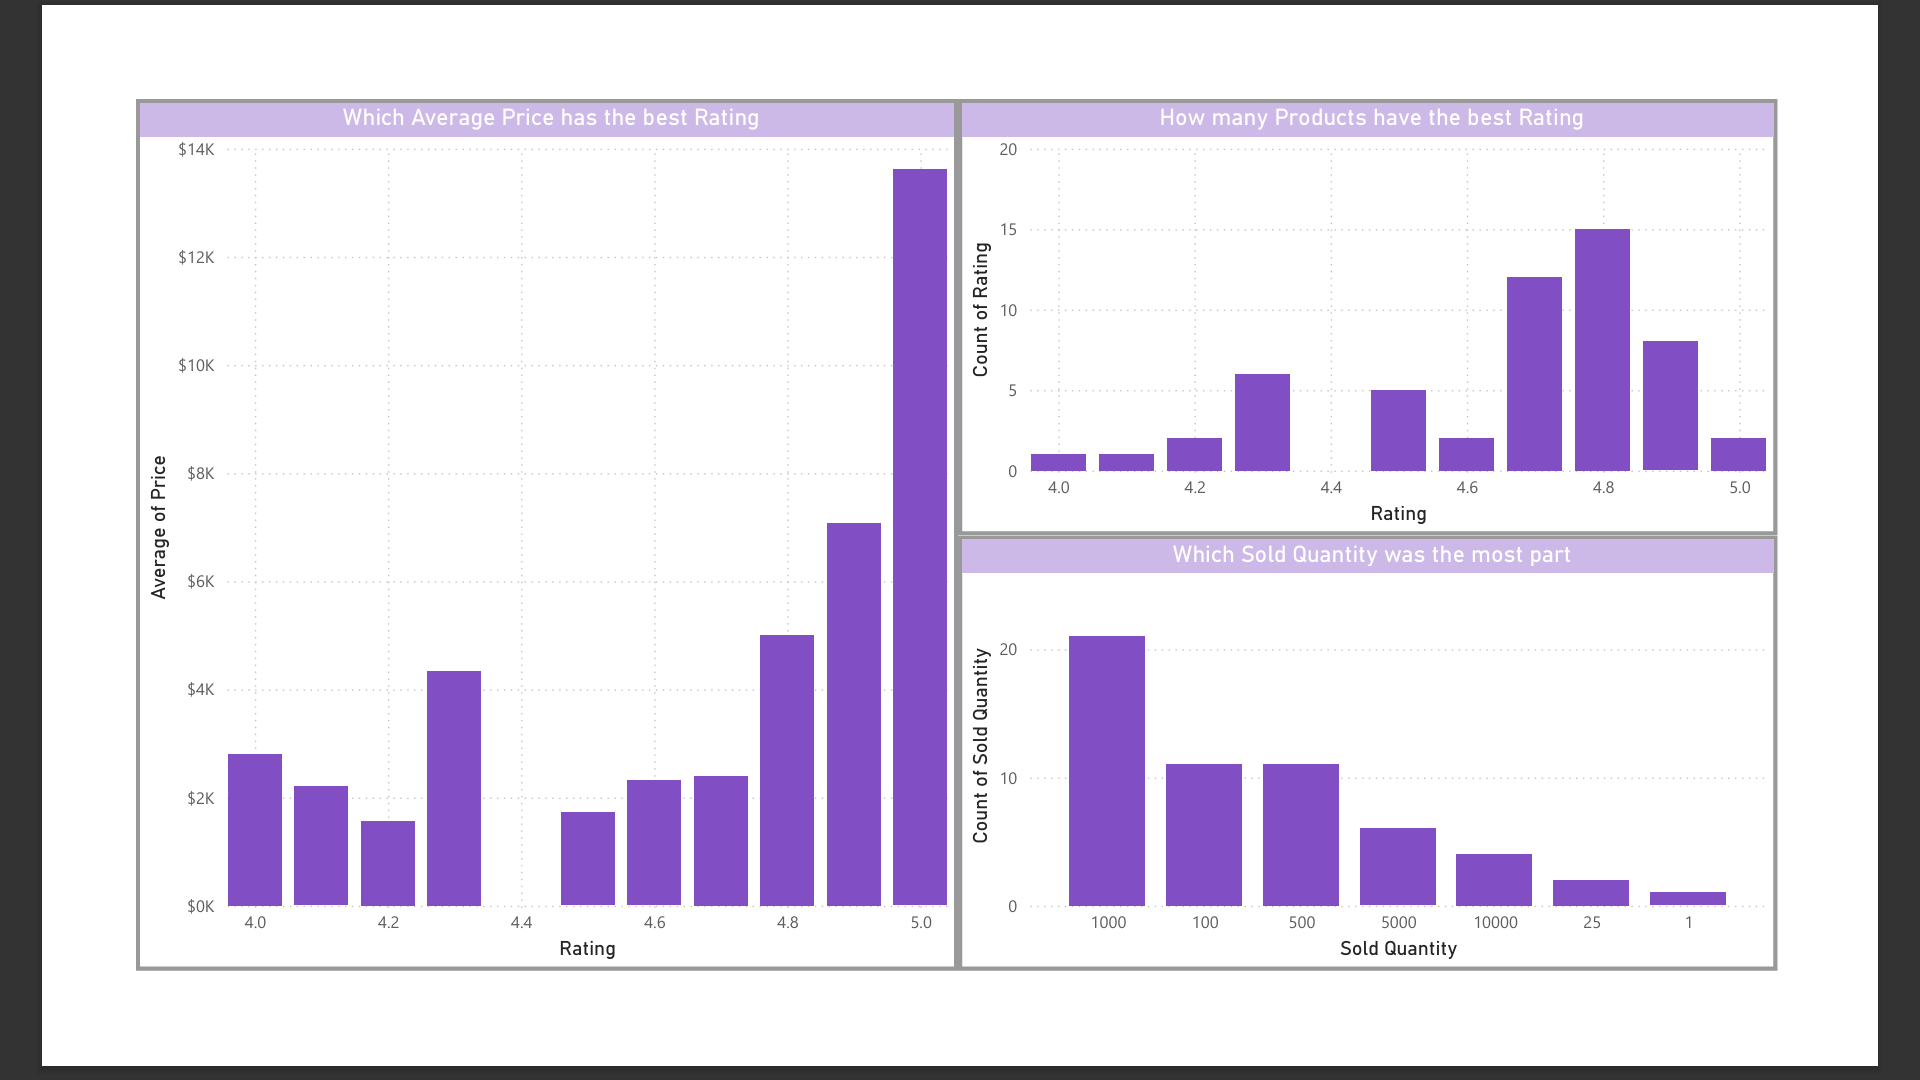 Which Average Price has the best Rating
$14K
$12K
$10K
$8K
$6K
$4K
$2K
$0K
Average of Price
4.0 4.2 4.4 4.6 4.8 5.0
Rating
How many Products have the best Rating
20
15
10
5
0
Count of Rating
4.0 4.2 4.4 4.6 4.8 5.0
Rating
Which Sold Quantity was the most part
20
10
0
Count of Sold Quantity
1000 100 500 5000 10000 25 1
Sold Quantity